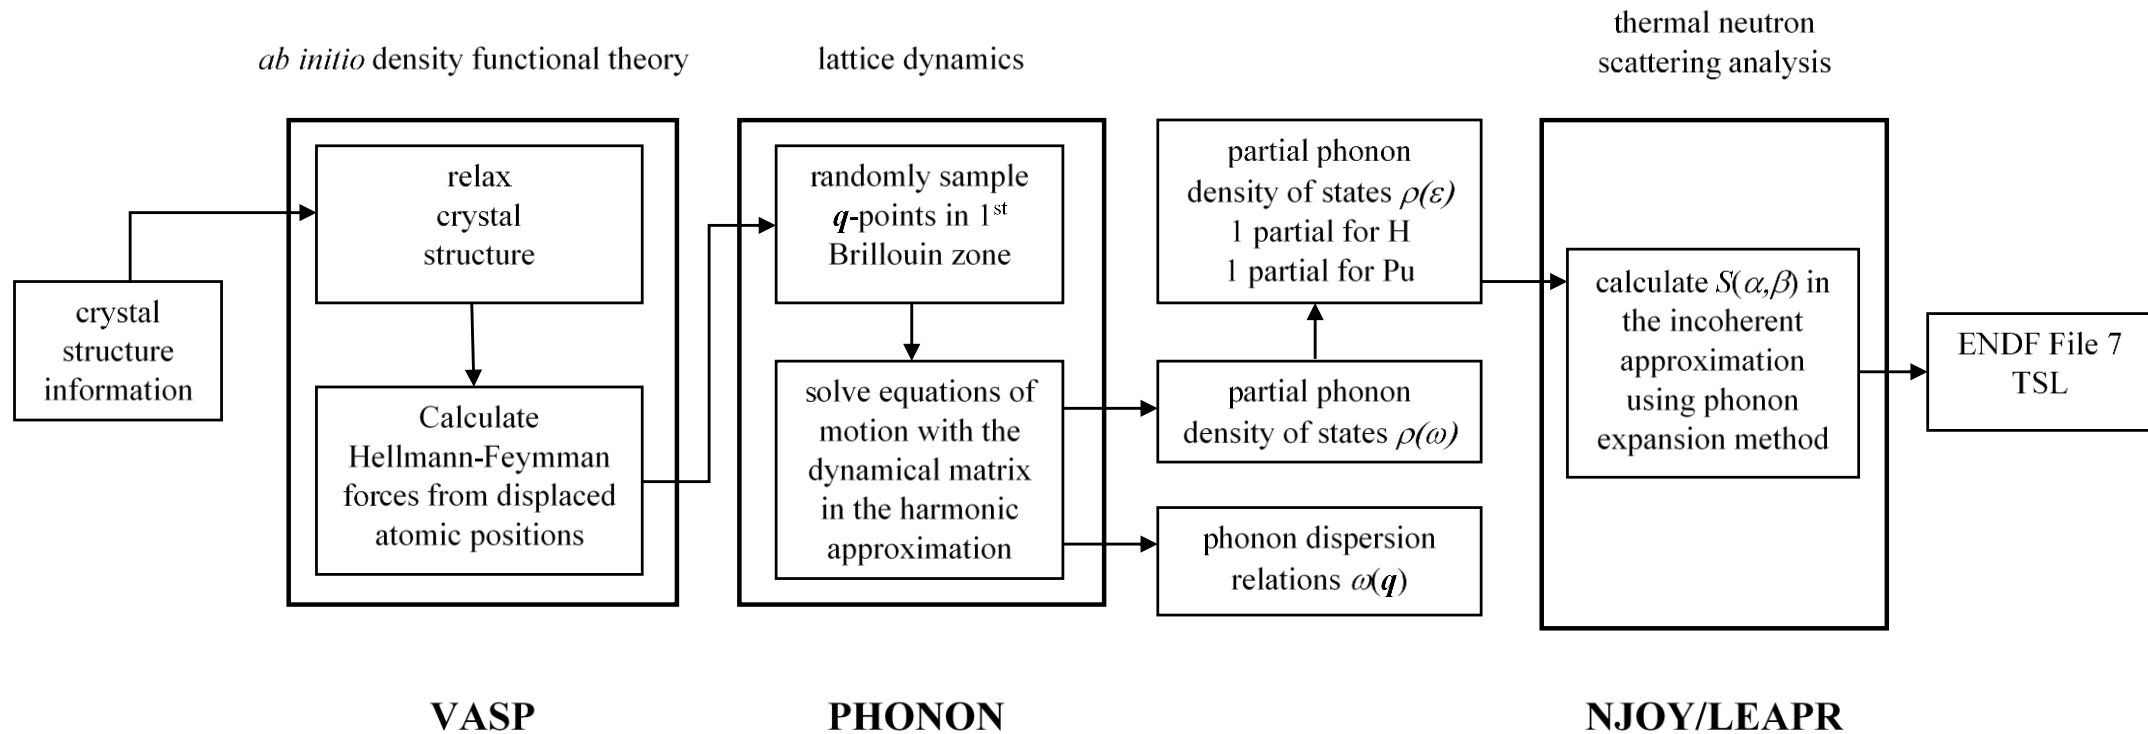 ab initio density functional theory
lattice dynamics
thermal neutron
scattering analysis
crystal
structure
information
relax
crystal
structure
Calculate
Hellmann-Feymman
forces from displaced
atomic positions
randomly sample
q-points in 1st
Brillouin zone
solve equations of
motion with the
dynamical matrix
in the harmonic
approximation
partial phonon
density of states ρ(ε)
1 partial for H
1 partial for Pu
partial phonon
density of states ρ(ω)
phonon dispersion
relations ω(q)
calculate S(α,β) in
the incoherent
approximation
using phonon
expansion method
ENDF File 7
TSL
VASP
PHONON
NJOY/LEAPR